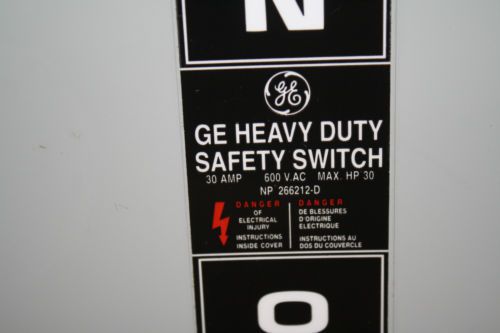 N
GE
GE HEAVY DUTY
SAFETY SWITCH
30 AMP 600 V.AC MAX. HP 30
NP 266212-D
DANGER
OF
ELECTRICAL
INJURY
INSTRUCTIONS
INSIDE COVER
DANGER
DE BLESSURES
D'ORIGINE
ELECTRIQUE
INSTRUCTIONS AU
DOS DU COUVERCLE
O